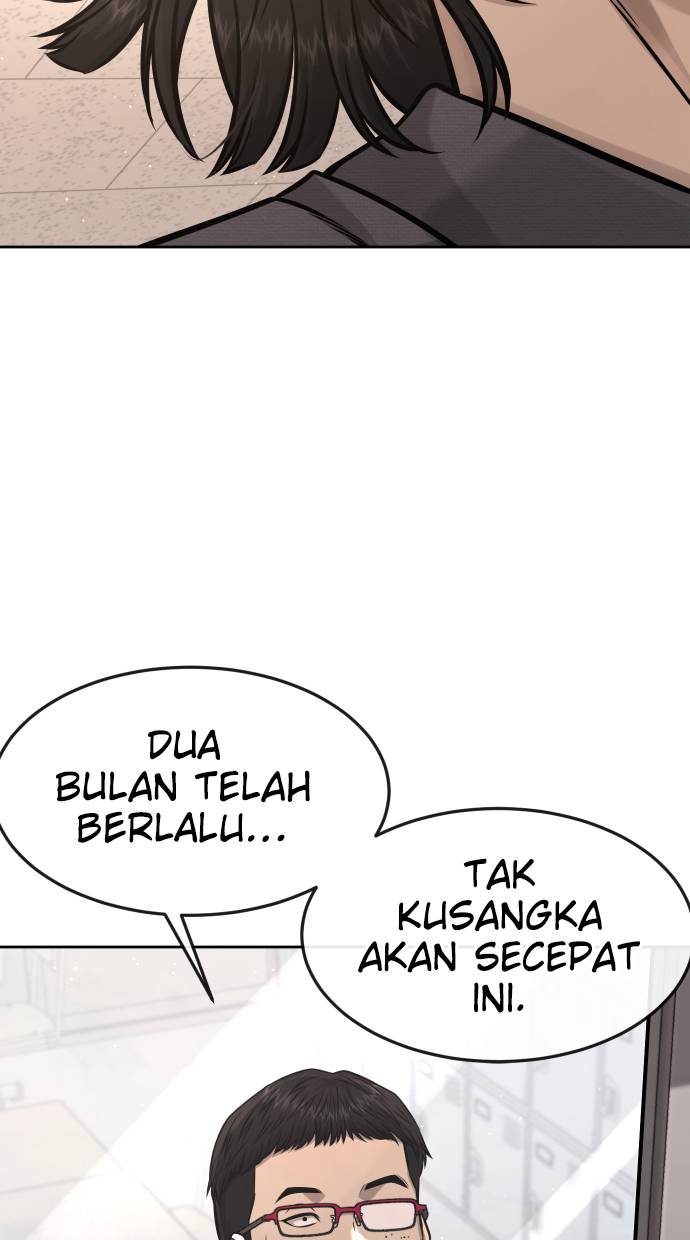 DUA
BULAN TELAH
BERLALU...
TAK
KUSANGKA
AKAN SECEPAT
INI.